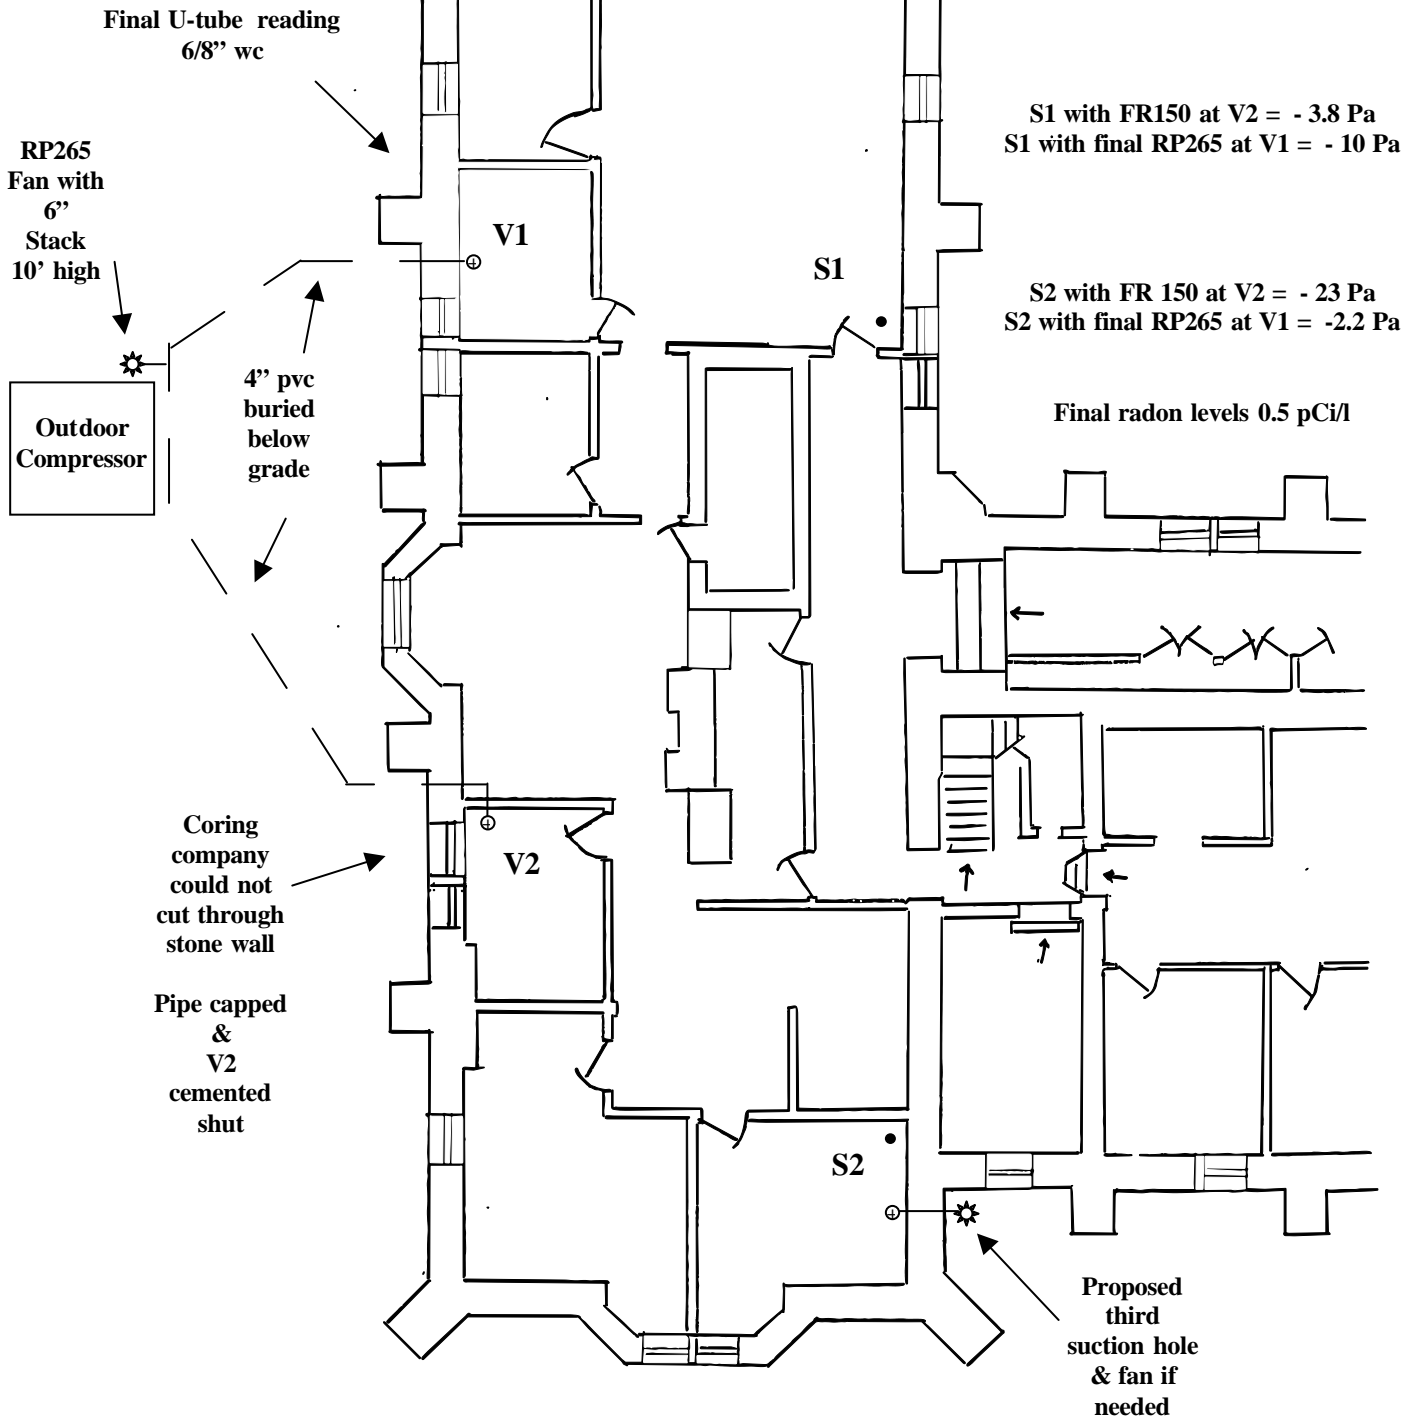 Final U-tube reading
6/8” wc
RP265
Fan with
6”
Stack
10’ high
S1 with FR150 at V2 = - 3.8 Pa
S1 with final RP265 at V1 = - 10 Pa
V1
S1
S2 with FR 150 at V2 = - 23 Pa
S2 with final RP265 at V1 = -2.2 Pa
4” pvc
buried
below
grade
Outdoor
Compressor
Final radon levels 0.5 pCi/l
Coring
company
could not
cut through
stone wall
V2
Pipe capped
&
V2
cemented
shut
S2
Proposed
third
suction hole
& fan if
needed